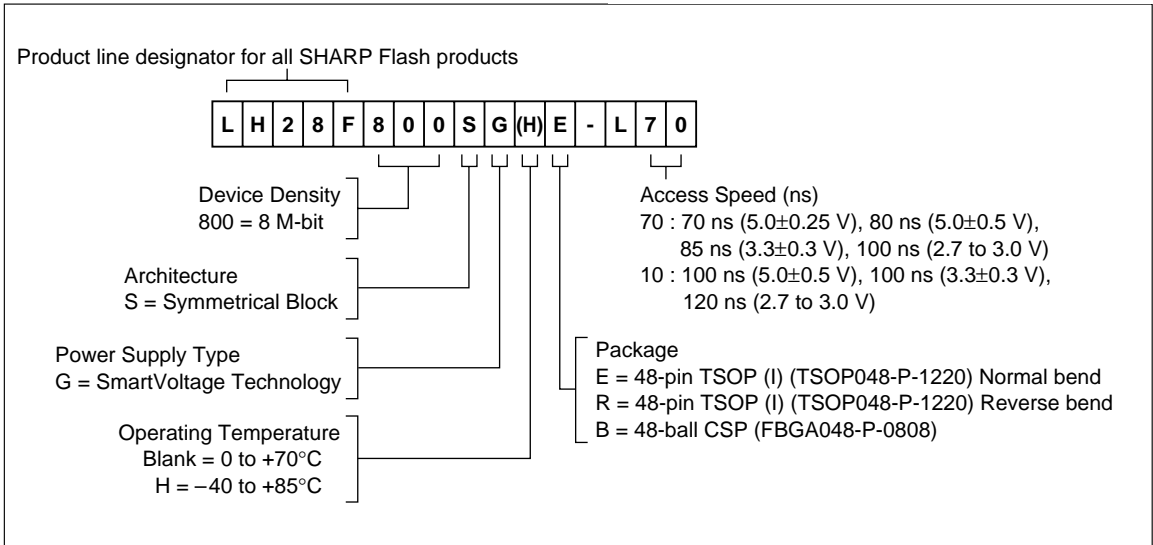 Product line designator for all SHARP Flash products
L H 2 8 F 8 0 0 S G (H) E - L 7 0
Device Density
800 = 8 M-bit
Architecture
S = Symmetrical Block
Power Supply Type
G = SmartVoltage Technology
Operating Temperature
Blank = 0 to +70°C
H = −40 to +85°C
Access Speed (ns)
70 : 70 ns (5.0±0.25 V), 80 ns (5.0±0.5 V),
85 ns (3.3±0.3 V), 100 ns (2.7 to 3.0 V)
10 : 100 ns (5.0±0.5 V), 100 ns (3.3±0.3 V),
120 ns (2.7 to 3.0 V)
Package
E = 48-pin TSOP (I) (TSOP048-P-1220) Normal bend
R = 48-pin TSOP (I) (TSOP048-P-1220) Reverse bend
B = 48-ball CSP (FBGA048-P-0808)